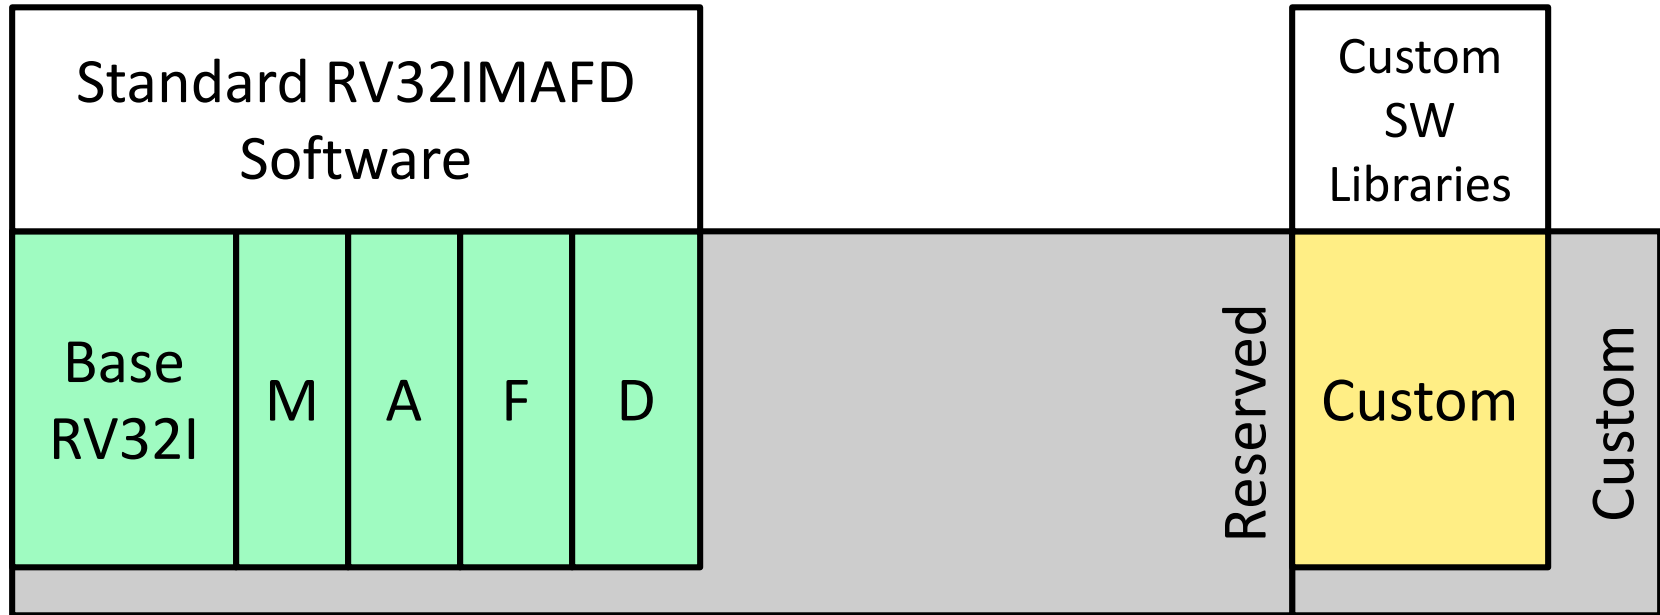 Standard RV32IMAFD
Software
Custom
SW
Libraries
Base
RV32I
M
A
F
D
Reserved
Custom
Custom